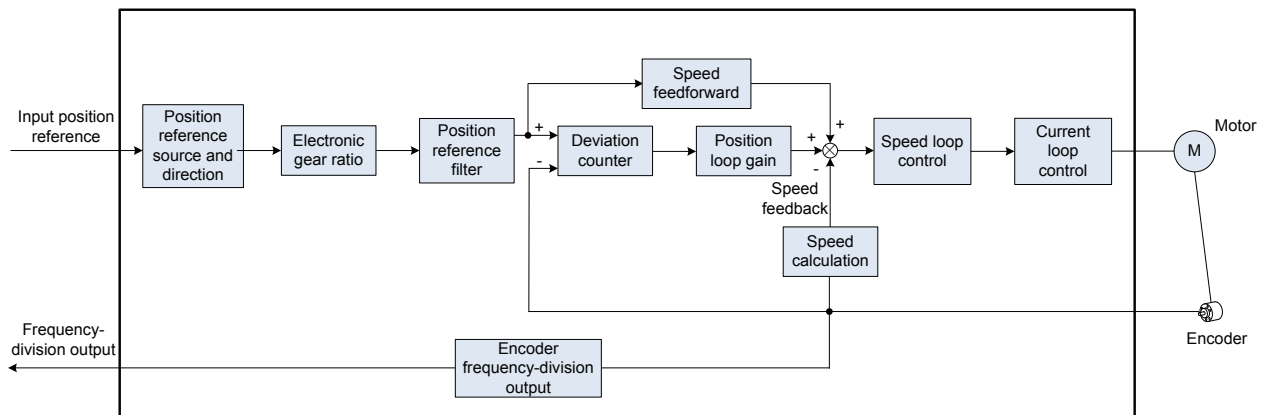 Input position
reference
Position
reference
source and
direction
Electronic
gear ratio
Position
reference
filter
+
-
Speed
feedforward
Deviation
counter
Position
loop gain
+
+
-
Speed
feedback
Speed
calculation
Speed loop
control
Current
loop
control
Motor
M
Encoder
Frequency-
division output
Encoder
frequency-division
output